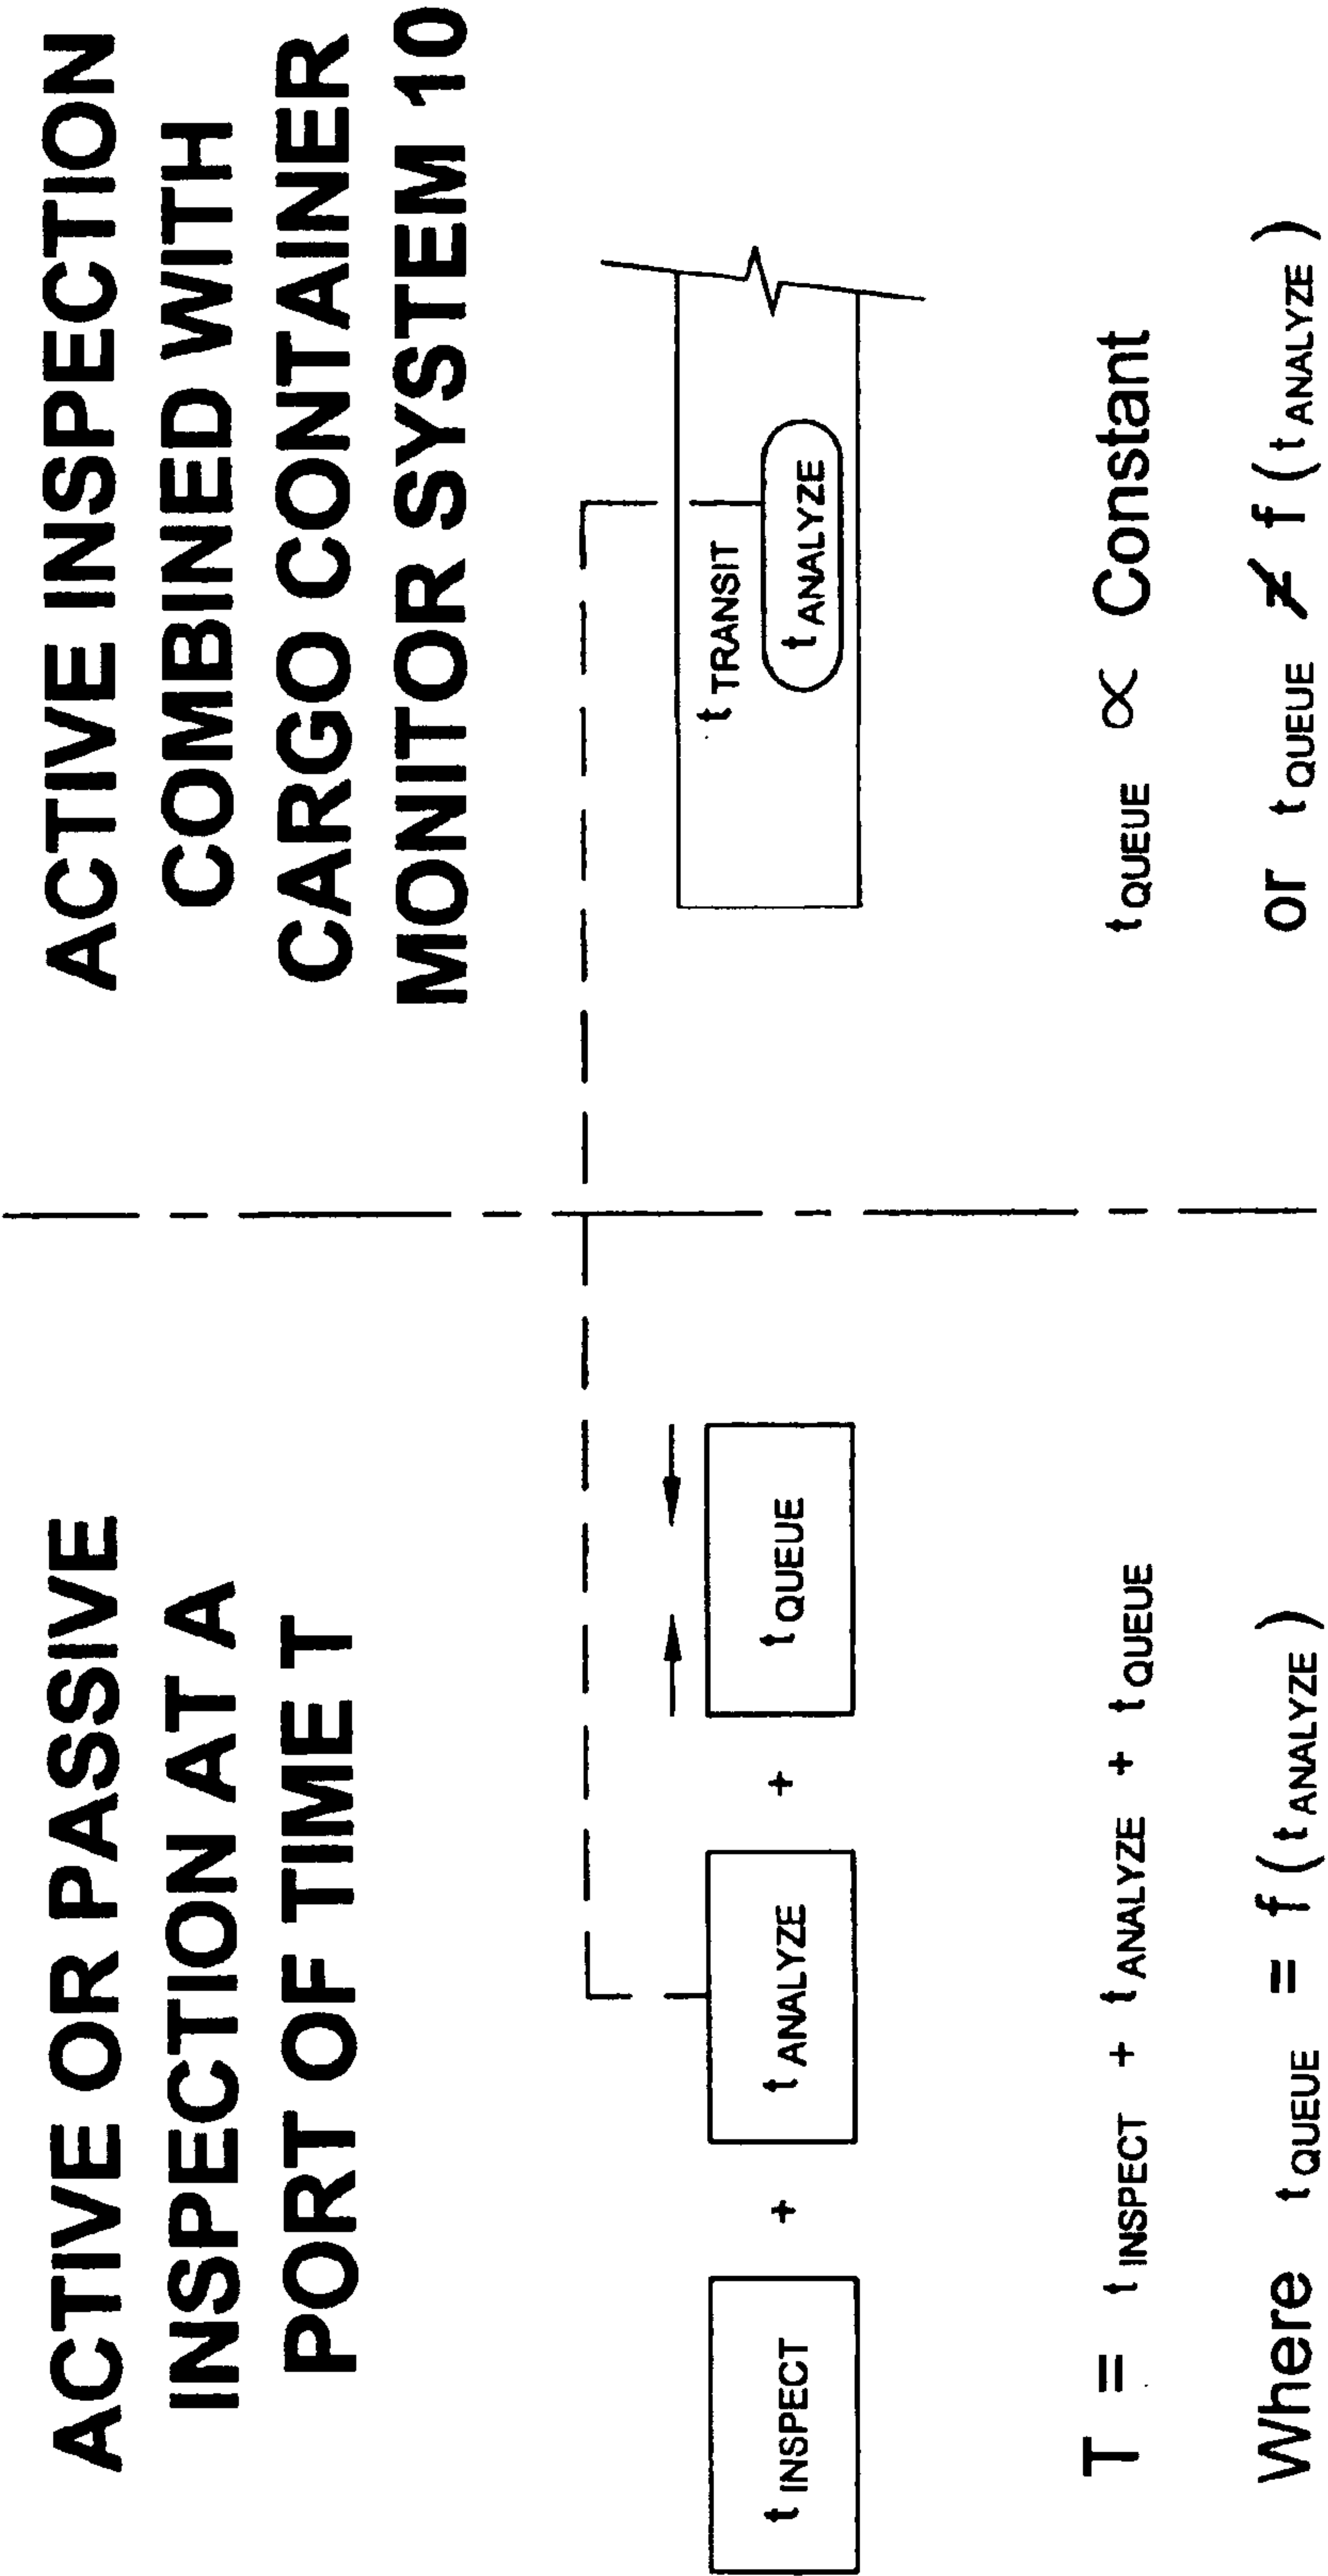 ACTIVE OR PASSIVE
INSPECTION AT A
PORT OF TIME T
t INSPECT + t ANALYZE + t QUEUE
T = t INSPECT + t ANALYZE + t QUEUE
Where t QUEUE = f ( t ANALYZE )
ACTIVE INSPECTION
COMBINED WITH
CARGO CONTAINER
MONITOR SYSTEM 10
t TRANSIT
t ANALYZE
t QUEUE ∝ Constant
or t QUEUE ≠ f ( t ANALYZE )